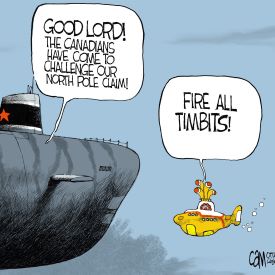 GOOD LORD!
THE CANADIANS
HAVE COME TO
CHALLENGE OUR
NORTH POLE CLAIM!
FIRE ALL
TIMBITS!
CAM